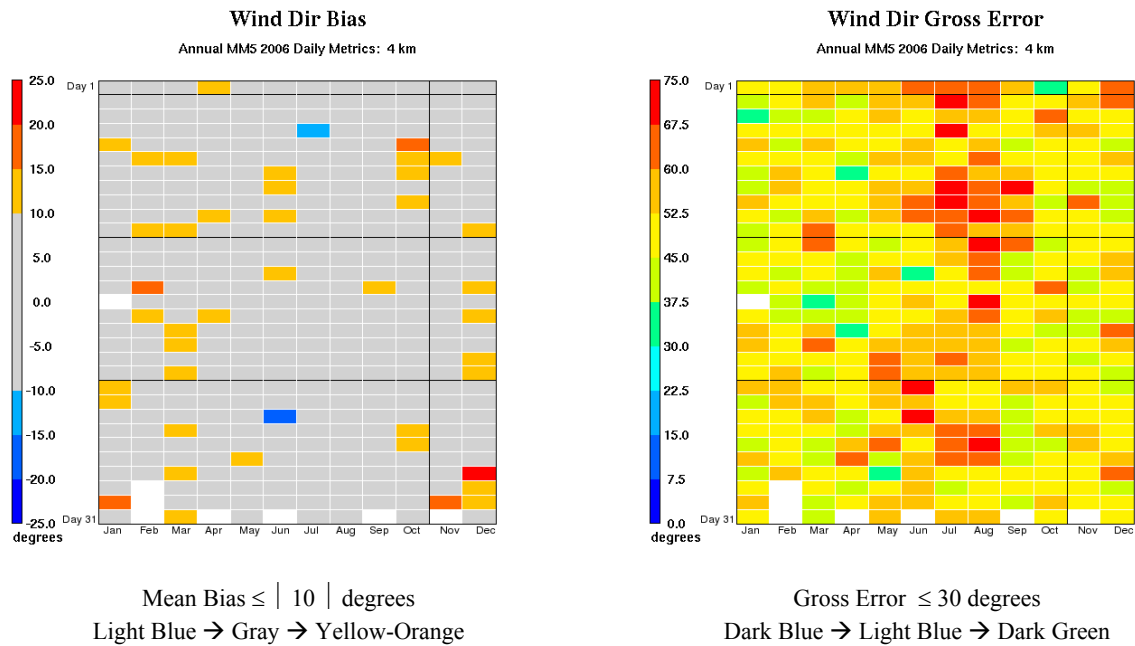 Wind Dir Bias
Annual MM5 2006 Daily Metrics: 4 km
25.0
20.0
15.0
10.0
5.0
0.0
-5.0
-10.0
-15.0
-20.0
-25.0
degrees
Day 1
Day 31
Jan Feb Mar Apr May Jun Jul Aug Sep Oct Nov Dec
Mean Bias ≤ | 10 | degrees
Light Blue → Gray → Yellow-Orange
Wind Dir Gross Error
Annual MM5 2006 Daily Metrics: 4 km
75.0
67.5
60.0
52.5
45.0
37.5
30.0
22.5
15.0
7.5
0.0
degrees
Day 1
Day 31
Jan Feb Mar Apr May Jun Jul Aug Sep Oct Nov Dec
Gross Error ≤ 30 degrees
Dark Blue → Light Blue → Dark Green